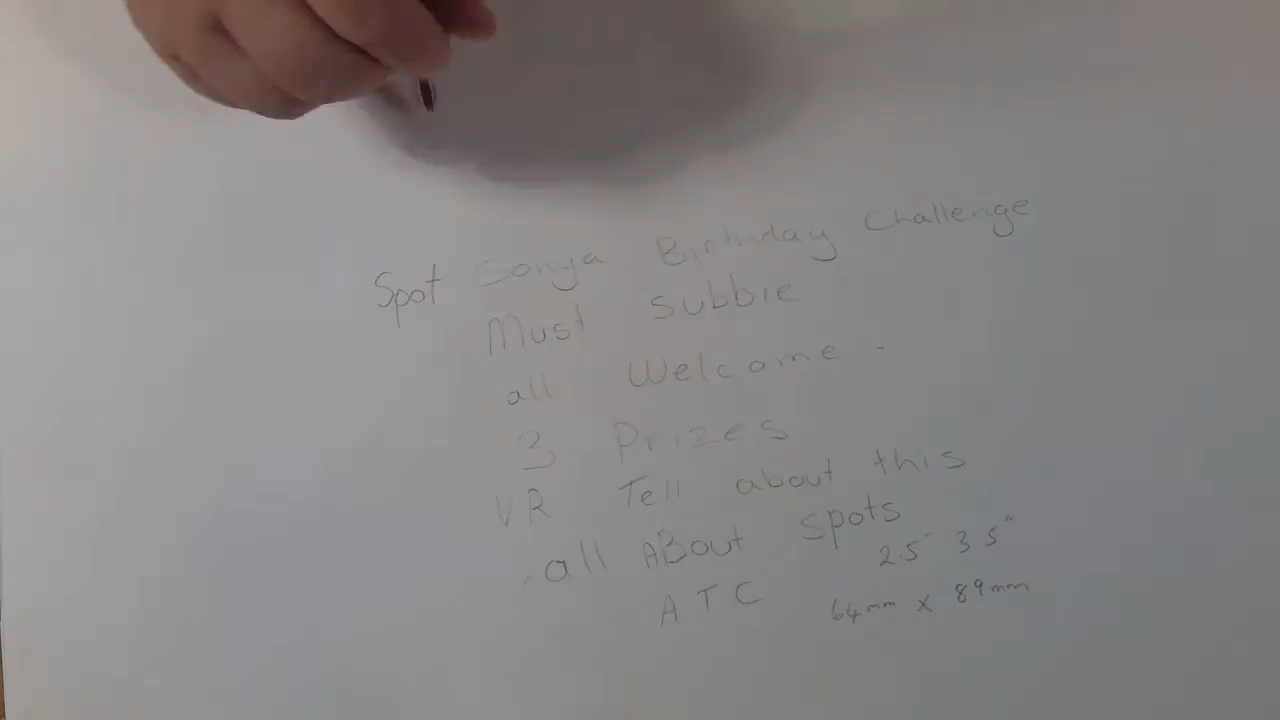 Spot Sonja Birthday Challenge
Must Subbie
all Welcome.
3 Prizes
VR Tell about this
all ABout spots
2.5" 3.5"
ATC 64mm x 89mm